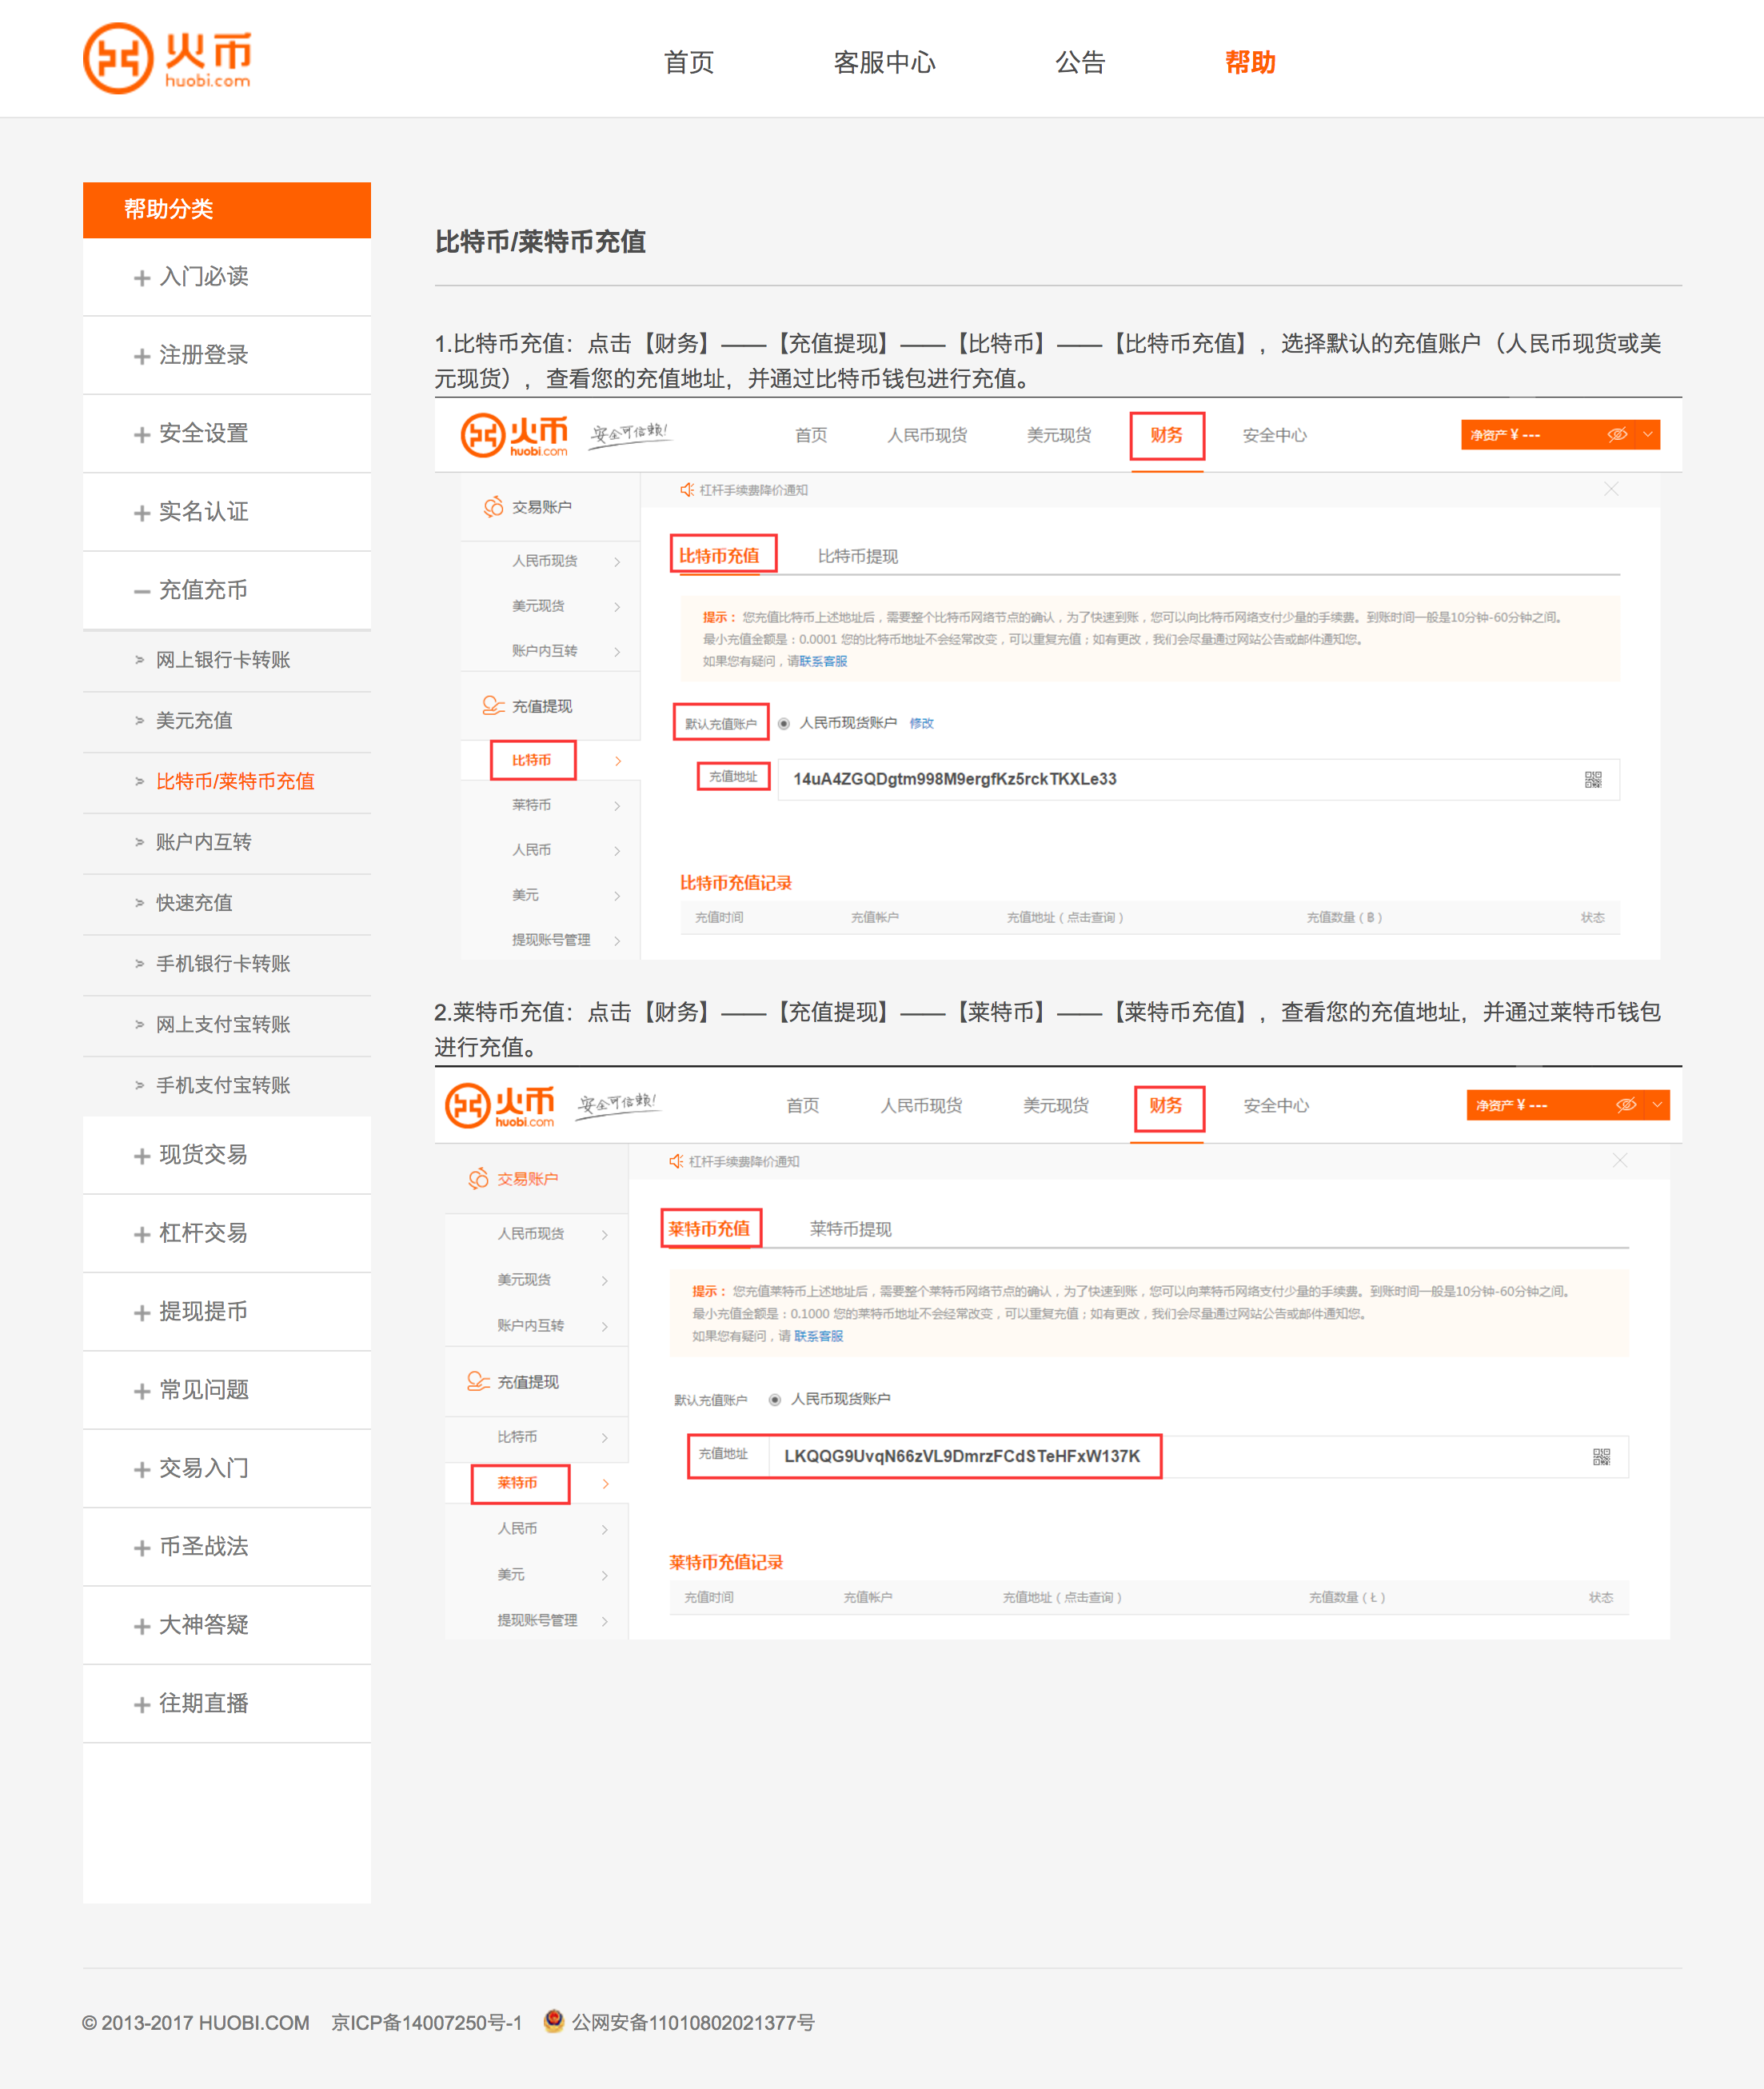 火币
huobi.com
首页 客服中心 公告 帮助
帮助分类
入门必读
注册登录
安全设置
实名认证
充值充币
网上银行卡转账
美元充值
比特币/莱特币充值
账户内互转
快速充值
手机银行卡转账
网上支付宝转账
手机支付宝转账
现货交易
杠杆交易
提现提币
常见问题
交易入门
币圣战法
大神答疑
往期直播
比特币/莱特币充值
1.比特币充值：点击【财务】——【充值提现】——【比特币】——【比特币充值】，选择默认的充值账户（人民币现货或美
元现货），查看您的充值地址，并通过比特币钱包进行充值。
火币
huobi.com
安全可信赖!
首页 人民币现货 美元现货 财务 安全中心
净资产 ¥ ---
交易账户
人民币现货
美元现货
账户内互转
充值提现
比特币
莱特币
人民币
美元
提现账号管理
杠杆手续费降价通知
比特币充值 比特币提现
提示： 您充值比特币上述地址后，需要整个比特币网络节点的确认，为了快速到账，您可以向比特币网络支付少量的手续费。到账时间一般是10分钟-60分钟之间。
最小充值金额是：0.0001 您的比特币地址不会经常改变，可以重复充值；如有更改，我们会尽量通过网站公告或邮件通知您。
如果您有疑问，请联系客服
默认充值账户 人民币现货账户 修改
充值地址 14uA4ZGQDgtm998M9ergfKz5rckTKXLe33
比特币充值记录
充值时间 充值帐户 充值地址（点击查询） 充值数量（฿） 状态
2.莱特币充值：点击【财务】——【充值提现】——【莱特币】——【莱特币充值】，查看您的充值地址，并通过莱特币钱包
进行充值。
火币
huobi.com
安全可信赖!
首页 人民币现货 美元现货 财务 安全中心
净资产 ¥ ---
交易账户
人民币现货
美元现货
账户内互转
充值提现
比特币
莱特币
人民币
美元
提现账号管理
杠杆手续费降价通知
莱特币充值 莱特币提现
提示： 您充值莱特币上述地址后，需要整个莱特币网络节点的确认，为了快速到账，您可以向莱特币网络支付少量的手续费。到账时间一般是10分钟-60分钟之间。
最小充值金额是：0.1000 您的莱特币地址不会经常改变，可以重复充值；如有更改，我们会尽量通过网站公告或邮件通知您。
如果您有疑问，请 联系客服
默认充值账户 人民币现货账户
充值地址 LKQQG9UvqN66zVL9DmrzFCdSTeHFxW137K
莱特币充值记录
充值时间 充值帐户 充值地址（点击查询） 充值数量（Ł） 状态
© 2013-2017 HUOBI.COM 京ICP备14007250号-1 公网安备11010802021377号